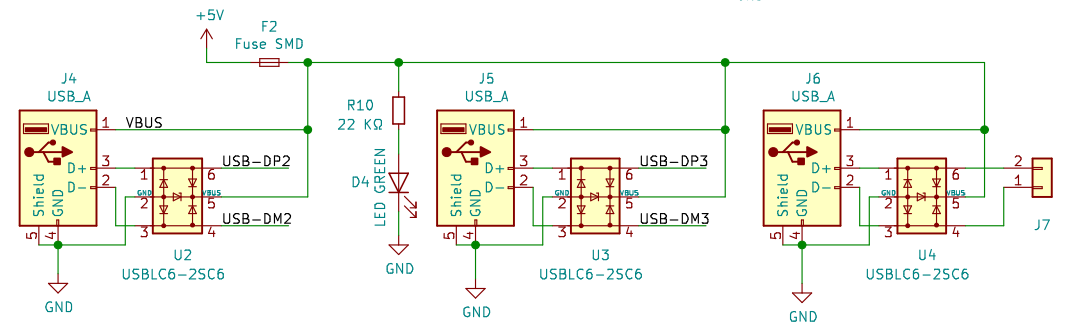 +5V
F2
Fuse SMD
J4
USB_A
VBUS
D+
D-
Shield
GND
1
3
2
5
4
VBUS
USB-DP2
USB-DM2
1
2
3
6
5
4
GND
VBUS
U2
USBLC6-2SC6
GND
R10
22 KΩ
D4
LED GREEN
GND
J5
USB_A
VBUS
D+
D-
Shield
GND
1
3
2
5
4
USB-DP3
USB-DM3
1
2
3
6
5
4
GND
VBUS
U3
USBLC6-2SC6
GND
J6
USB_A
VBUS
D+
D-
Shield
GND
1
3
2
5
4
1
2
3
6
5
4
GND
VBUS
U4
USBLC6-2SC6
GND
2
1
J7